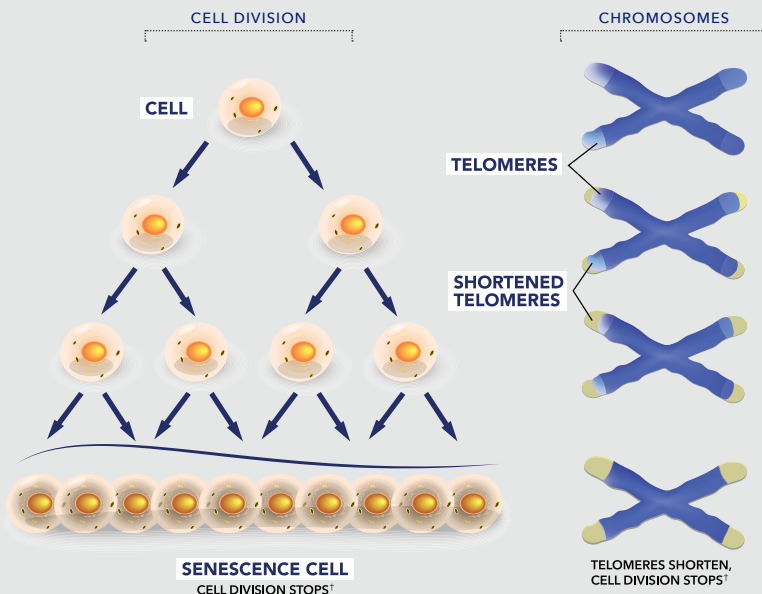 CELL DIVISION
CHROMOSOMES
CELL
TELOMERES
SHORTENED
TELOMERES
SENESCENCE CELL
CELL DIVISION STOPS†
TELOMERES SHORTEN,
CELL DIVISION STOPS†